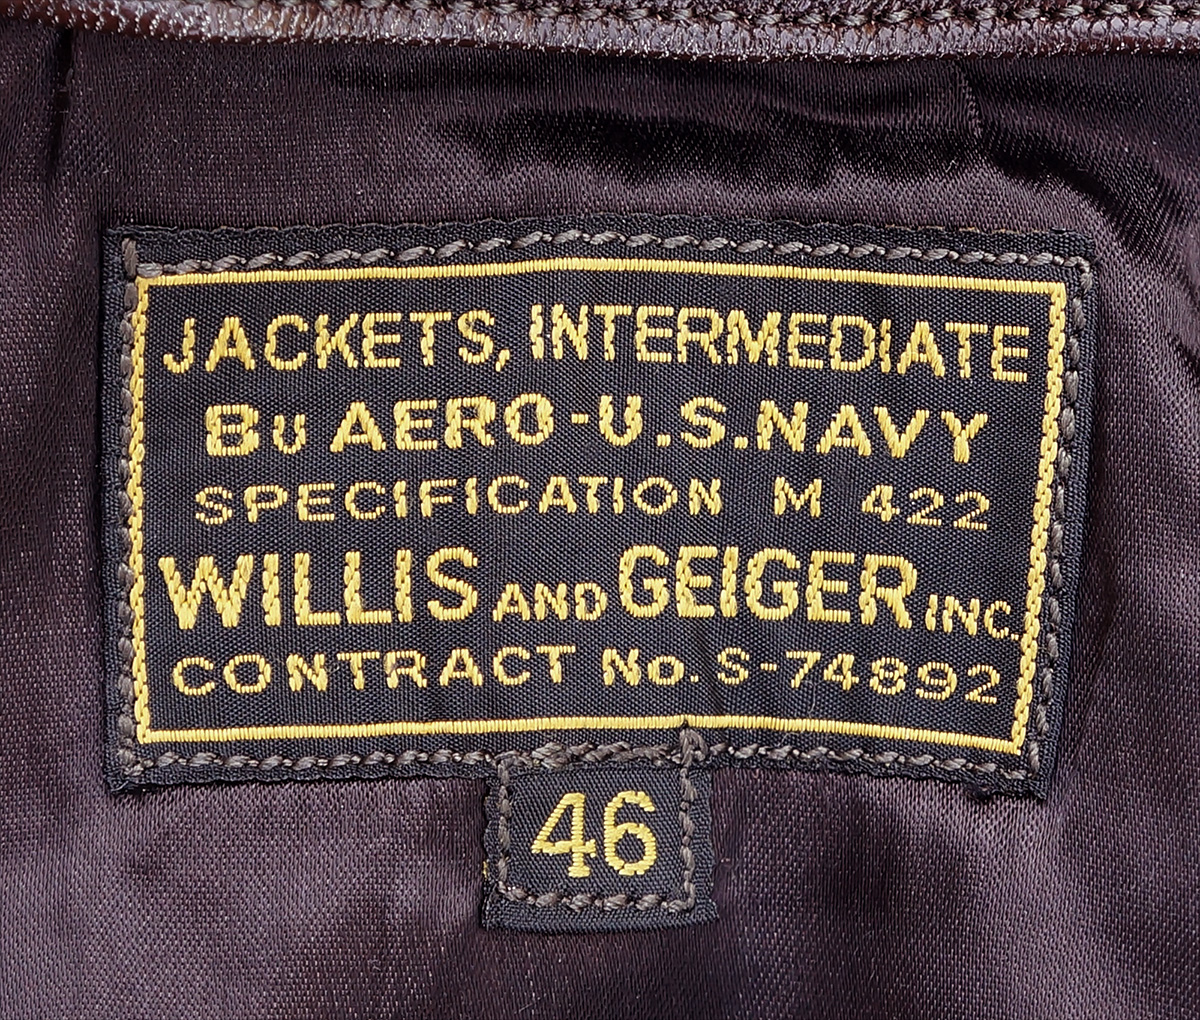 JACKETS, INTERMEDIATE
BU AERO-U.S.NAVY
SPECIFICATION M 422
WILLIS AND GEIGER INC.
CONTRACT No. S-74892
46